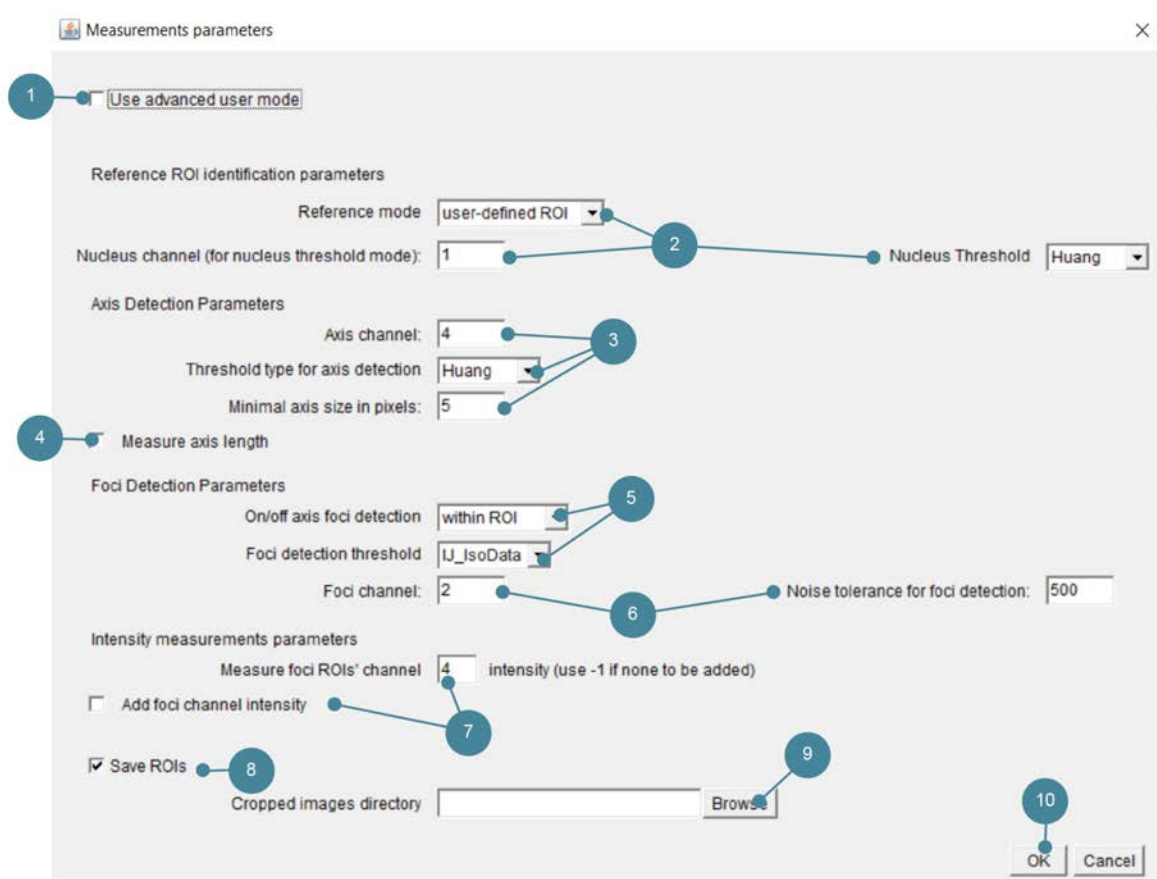 Measurements parameters
1
Use advanced user mode
Reference ROI identification parameters
Reference mode user-defined ROI
2
Nucleus channel (for nucleus threshold mode): 1 Nucleus Threshold Huang
Axis Detection Parameters
Axis channel: 4
3
Threshold type for axis detection Huang
Minimal axis size in pixels: 5
4 Measure axis length
Foci Detection Parameters
5
On/off axis foci detection within ROI
Foci detection threshold IJ_IsoData
Foci channel: 2 Noise tolerance for foci detection: 500
6
Intensity measurements parameters
Measure foci ROIs' channel 4 intensity (use -1 if none to be added)
Add foci channel intensity
7
Save ROIs 8
9
Cropped images directory Browse
10
OK Cancel